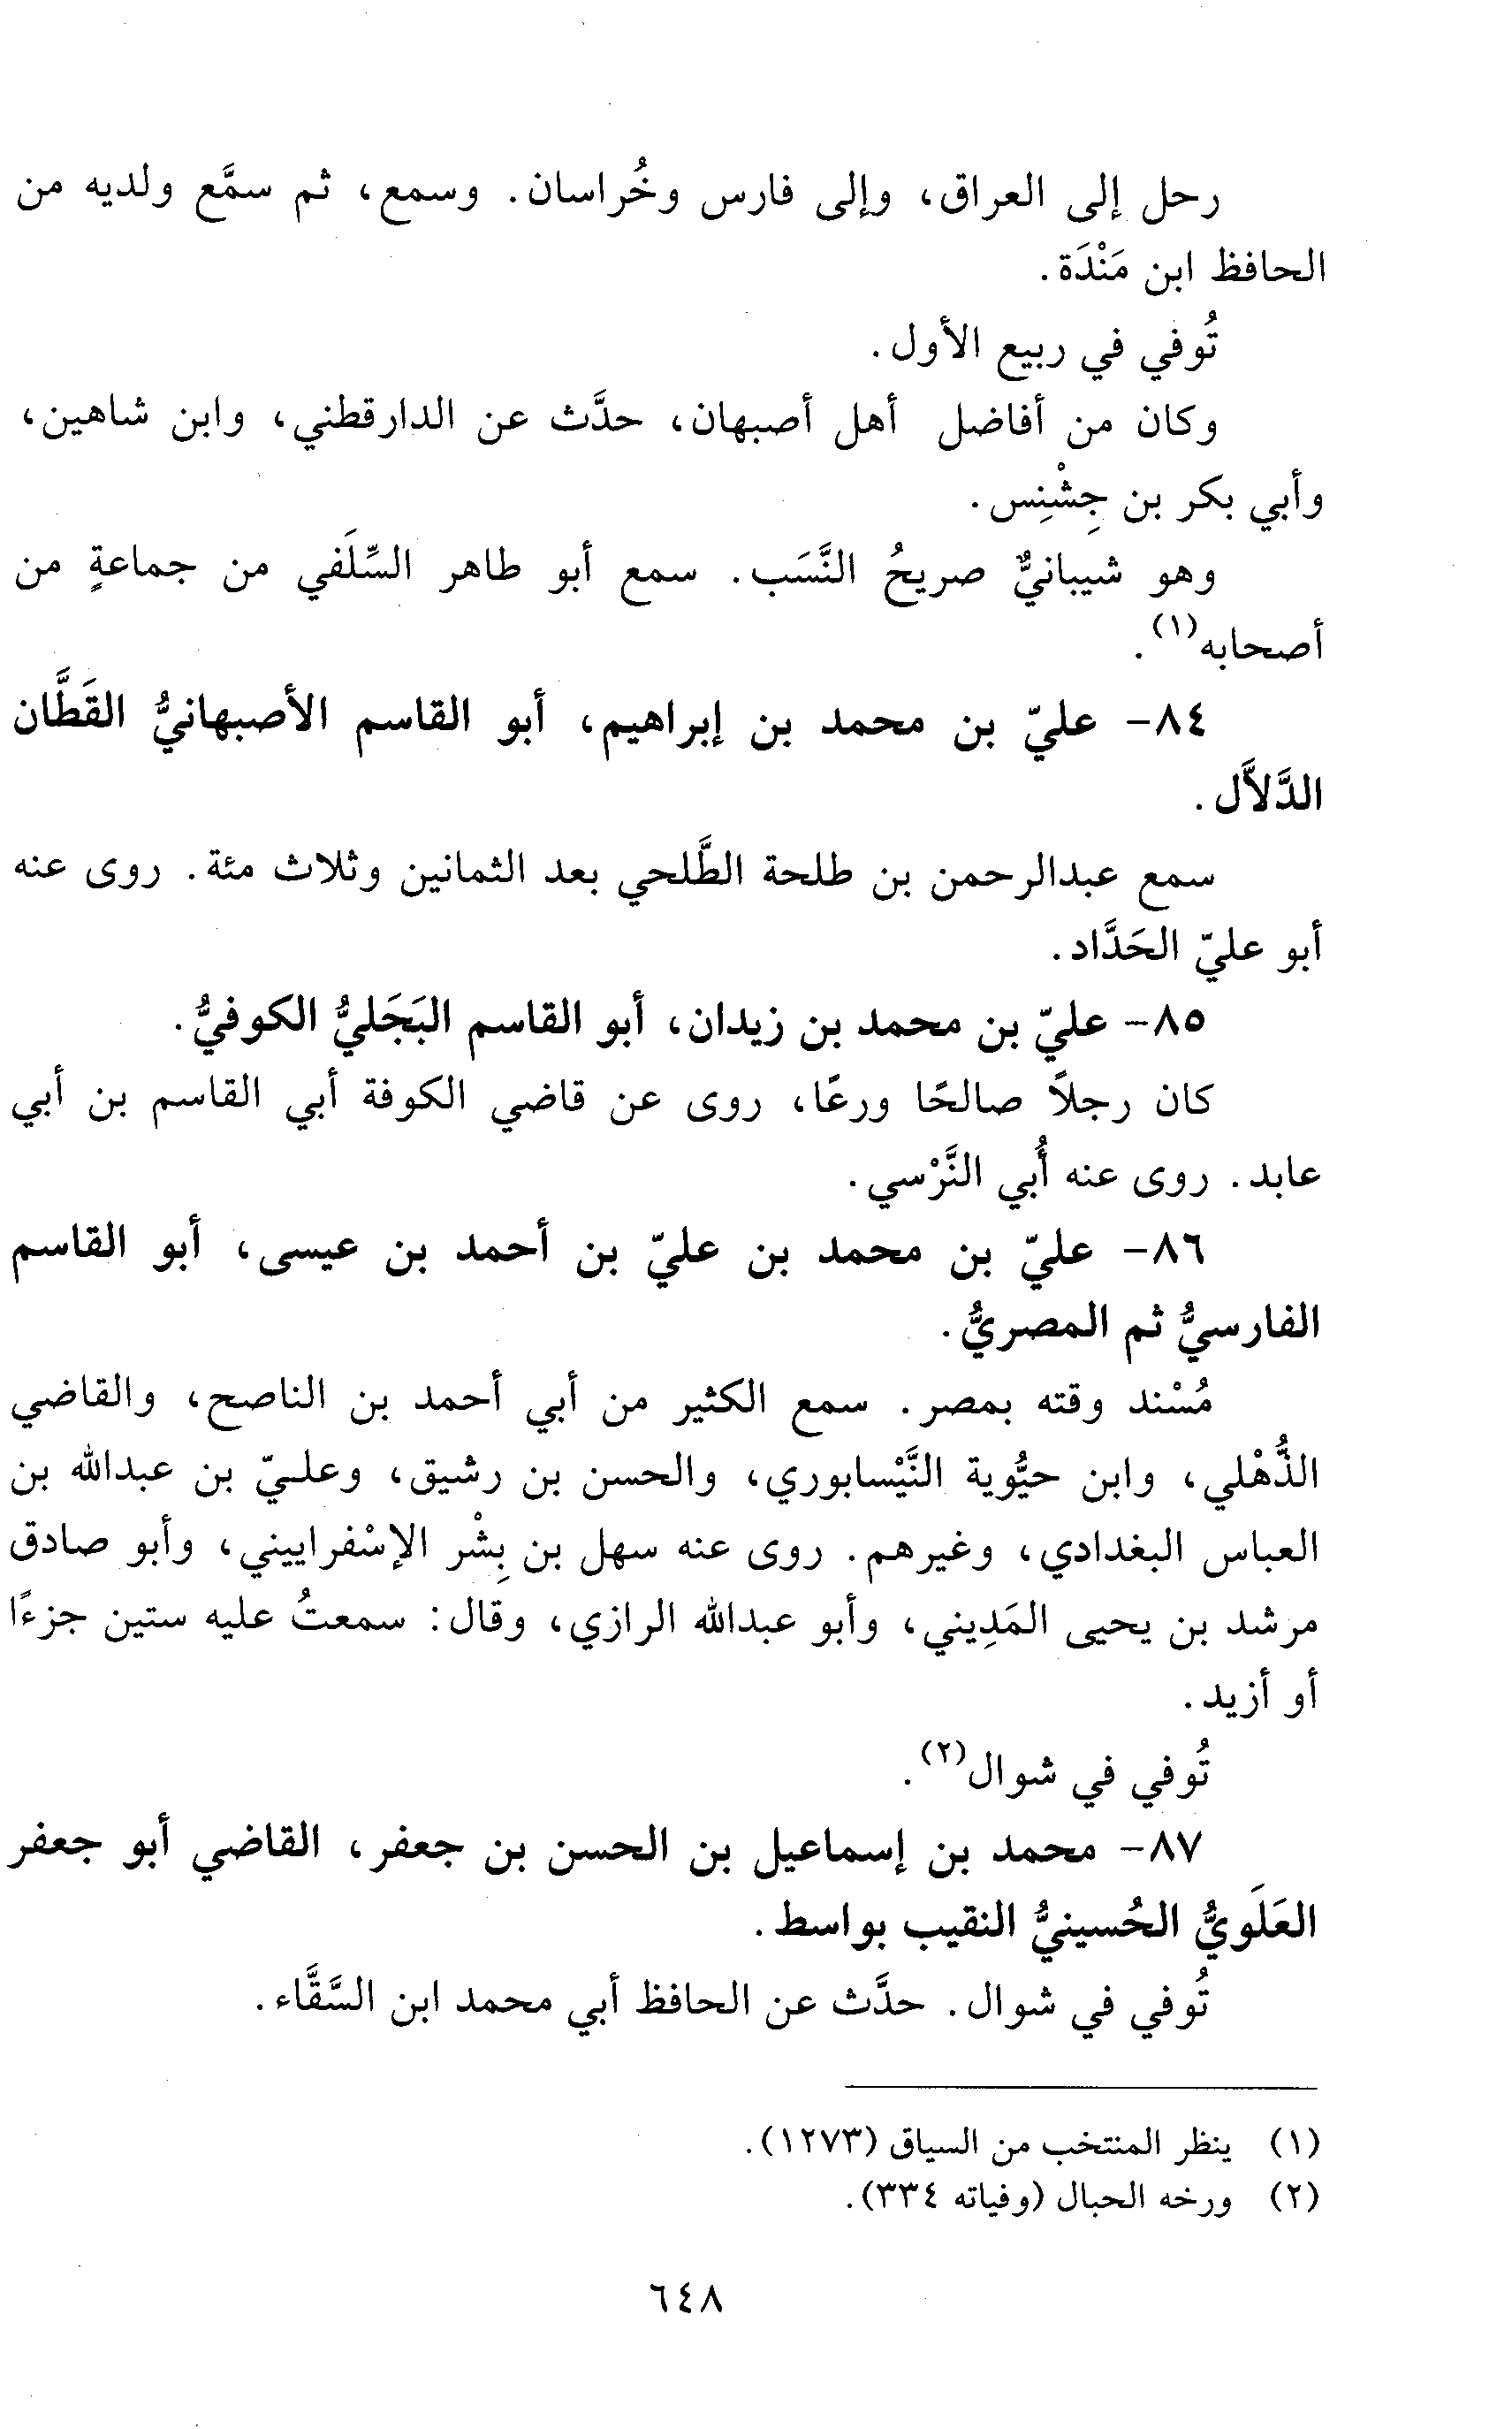 رحل إلى العراق، وإلى فارس وخُراسان. وسمع، ثم سمَّع ولديه من
الحافظ ابن مَنْدَة.
تُوفي في ربيع الأول.
وكان من أفاضل أهل أصبهان، حدَّث عن الدارقطني، وابن شاهين،
وأبي بكر بن جِشْنِس.
وهو شيبانيٌّ صريحُ النَّسَب. سمع أبو طاهر السِّلَفي من جماعةٍ من
أصحابه(١).
٨٤- عليّ بن محمد بن إبراهيم، أبو القاسم الأصبهانيُّ القَطَّان
الدَّلاَّل.
سمع عبدالرحمن بن طلحة الطَّلحي بعد الثمانين وثلاث مئة. روى عنه
أبو عليّ الحَدَّاد.
٨٥- عليّ بن محمد بن زيدان، أبو القاسم البَجَليُّ الكوفيُّ.
كان رجلاً صالحًا ورعًا، روى عن قاضي الكوفة أبي القاسم بن أبي
عابد. روى عنه أُبي النَّرْسي.
٨٦- عليّ بن محمد بن عليّ بن أحمد بن عيسى، أبو القاسم
الفارسيُّ ثم المصريُّ.
مُسْند وقته بمصر. سمع الكثير من أبي أحمد بن الناصح، والقاضي
الذُّهْلي، وابن حيُّوية النَّيْسابوري، والحسن بن رشيق، وعليّ بن عبدالله بن
العباس البغدادي، وغيرهم. روى عنه سهل بن بِشْر الإسْفراييني، وأبو صادق
مرشد بن يحيى المَدِيني، وأبو عبدالله الرازي، وقال: سمعتُ عليه ستين جزءًا
أو أزيد.
تُوفي في شوال(٢).
٨٧- محمد بن إسماعيل بن الحسن بن جعفر، القاضي أبو جعفر
العَلَويُّ الحُسينيُّ النقيب بواسط.
تُوفي في شوال. حدَّث عن الحافظ أبي محمد ابن السَّقَّاء.
(١) ينظر المنتخب من السياق (١٢٧٣).
(٢) ورخه الحبال (وفياته ٣٣٤).
٦٤٨